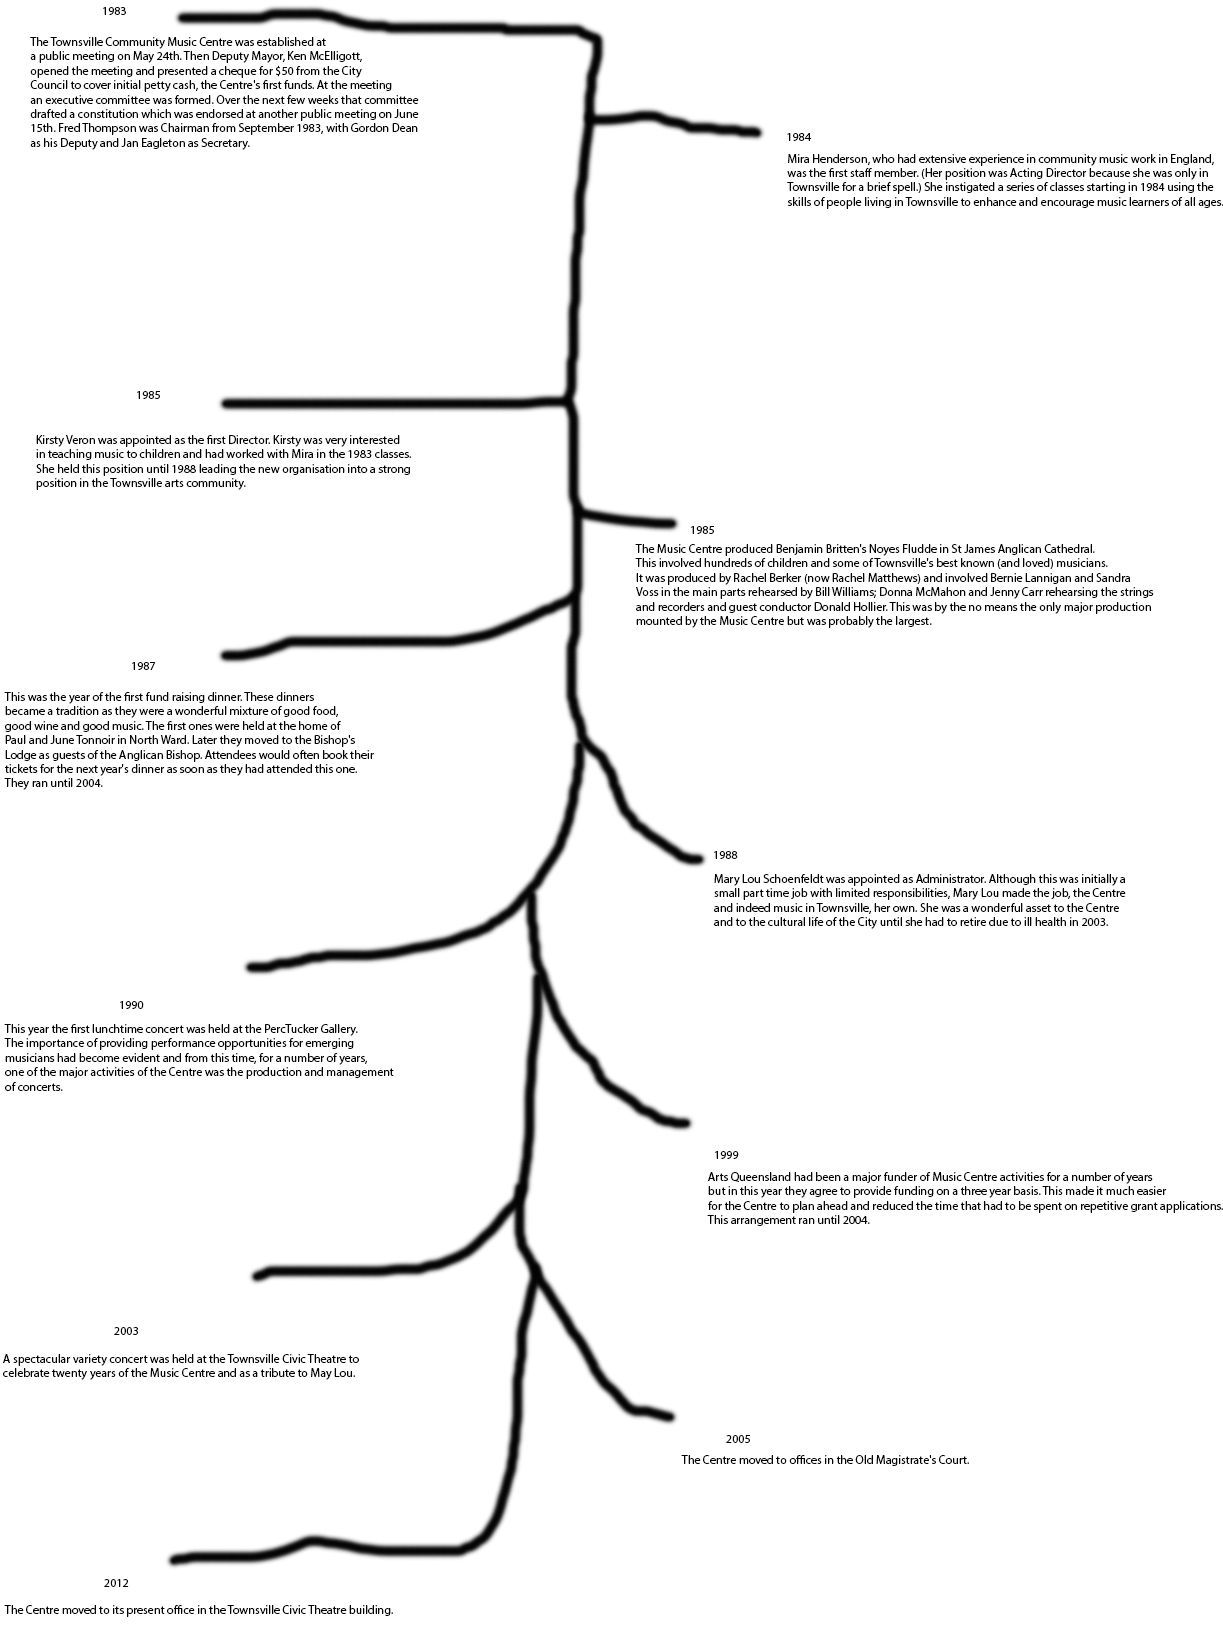 1983
The Townsville Community Music Centre was established at
a public meeting on May 24th. Then Deputy Mayor, Ken McElligott,
opened the meeting and presented a cheque for $50 from the City
Council to cover initial petty cash, the Centre's first funds. At the meeting
an executive committee was formed. Over the next few weeks that committee
drafted a constitution which was endorsed at another public meeting on June
15th. Fred Thompson was Chairman from September 1983, with Gordon Dean
as his Deputy and Jan Eagleton as Secretary.
1984
Mira Henderson, who had extensive experience in community music work in England,
was the first staff member. (Her position was Acting Director because she was only in
Townsville for a brief spell.) She instigated a series of classes starting in 1984 using the
skills of people living in Townsville to enhance and encourage music learners of all ages.
1985
Kirsty Veron was appointed as the first Director. Kirsty was very interested
in teaching music to children and had worked with Mira in the 1983 classes.
She held this position until 1988 leading the new organisation into a strong
position in the Townsville arts community.
1985
The Music Centre produced Benjamin Britten's Noyes Fludde in St James Anglican Cathedral.
This involved hundreds of children and some of Townsville's best known (and loved) musicians.
It was produced by Rachel Berker (now Rachel Matthews) and involved Bernie Lannigan and Sandra
Voss in the main parts rehearsed by Bill Williams; Donna McMahon and Jenny Carr rehearsing the strings
and recorders and guest conductor Donald Hollier. This was by the no means the only major production
mounted by the Music Centre but was probably the largest.
1987
This was the year of the first fund raising dinner. These dinners
became a tradition as they were a wonderful mixture of good food,
good wine and good music. The first ones were held at the home of
Paul and June Tonnoir in North Ward. Later they moved to the Bishop's
Lodge as guests of the Anglican Bishop. Attendees would often book their
tickets for the next year's dinner as soon as they had attended this one.
They ran until 2004.
1988
Mary Lou Schoenfeldt was appointed as Administrator. Although this was initially a
small part time job with limited responsibilities, Mary Lou made the job, the Centre
and indeed music in Townsville, her own. She was a wonderful asset to the Centre
and to the cultural life of the City until she had to retire due to ill health in 2003.
1990
This year the first lunchtime concert was held at the PercTucker Gallery.
The importance of providing performance opportunities for emerging
musicians had become evident and from this time, for a number of years,
one of the major activities of the Centre was the production and management
of concerts.
1999
Arts Queensland had been a major funder of Music Centre activities for a number of years
but in this year they agree to provide funding on a three year basis. This made it much easier
for the Centre to plan ahead and reduced the time that had to be spent on repetitive grant applications.
This arrangement ran until 2004.
2003
A spectacular variety concert was held at the Townsville Civic Theatre to
celebrate twenty years of the Music Centre and as a tribute to May Lou.
2005
The Centre moved to offices in the Old Magistrate's Court.
2012
The Centre moved to its present office in the Townsville Civic Theatre building.